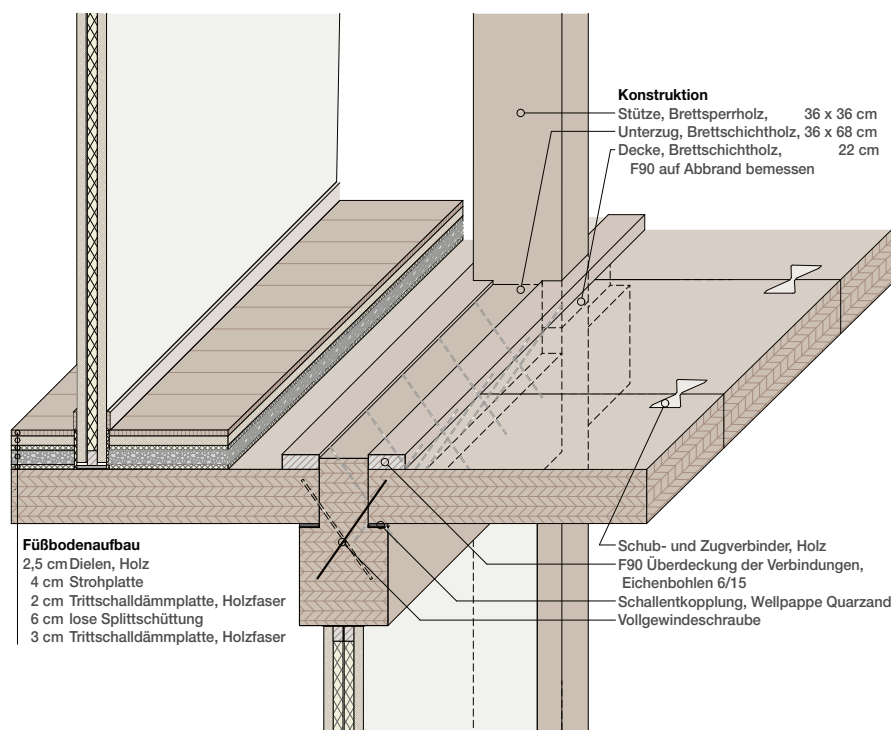 Konstruktion
Stütze, Brettsperrholz, 36 x 36 cm
Unterzug, Brettschichtholz, 36 x 68 cm
Decke, Brettschichtholz, 22 cm
F90 auf Abbrand bemessen
Füßbodenaufbau
2,5 cm Dielen, Holz
4 cm Strohplatte
2 cm Trittschalldämmplatte, Holzfaser
6 cm lose Splittschüttung
3 cm Trittschalldämmplatte, Holzfaser
Schub- und Zugverbinder, Holz
F90 Überdeckung der Verbindungen,
Eichenbohlen 6/15
Schallentkopplung, Wellpappe Quarzand
Vollgewindeschraube